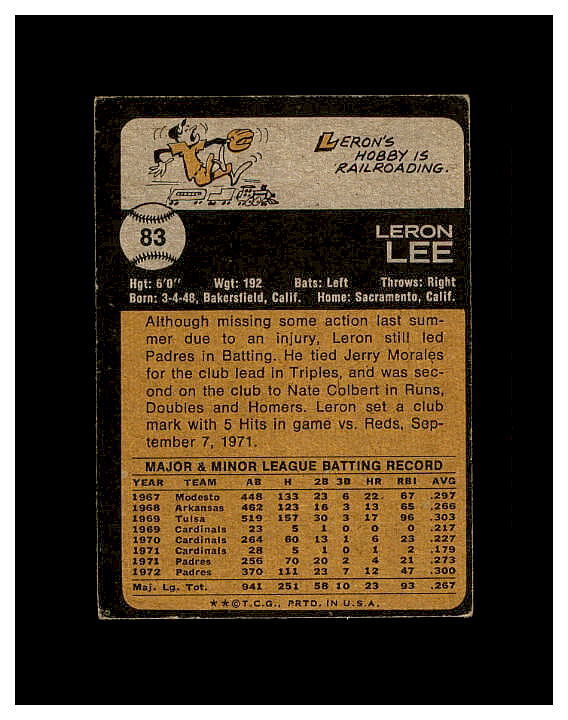 LERON'S
HOBBY IS
RAILROADING.
83
LERON
LEE
Hgt: 6'0" Wgt: 192 Bats: Left Throws: Right
Born: 3-4-48, Bakersfield, Calif. Home: Sacramento, Calif.
Although missing some action last sum-
mer due to an injury, Leron still led
Padres in Batting. He tied Jerry Morales
for the club lead in Triples, and was sec-
ond on the club to Nate Colbert in Runs,
Doubles and Homers. Leron set a club
mark with 5 Hits in game vs. Reds, Sep-
tember 7, 1971.
MAJOR & MINOR LEAGUE BATTING RECORD
YEAR TEAM AB H 2B 3B HR RBI AVG
1967 Modesto 448 133 23 6 22 67 .297
1968 Arkansas 462 123 16 3 13 65 .266
1969 Tulsa 519 157 30 3 17 96 .303
1969 Cardinals 23 5 1 0 0 0 .217
1970 Cardinals 264 60 13 1 6 23 .227
1971 Cardinals 28 5 1 0 1 2 .179
1971 Padres 256 70 20 2 4 21 .273
1972 Padres 370 111 23 7 12 47 .300
Maj. Lg. Tot. 941 251 58 10 23 93 .267
★★©T.C.G., PRTD. IN U.S.A.